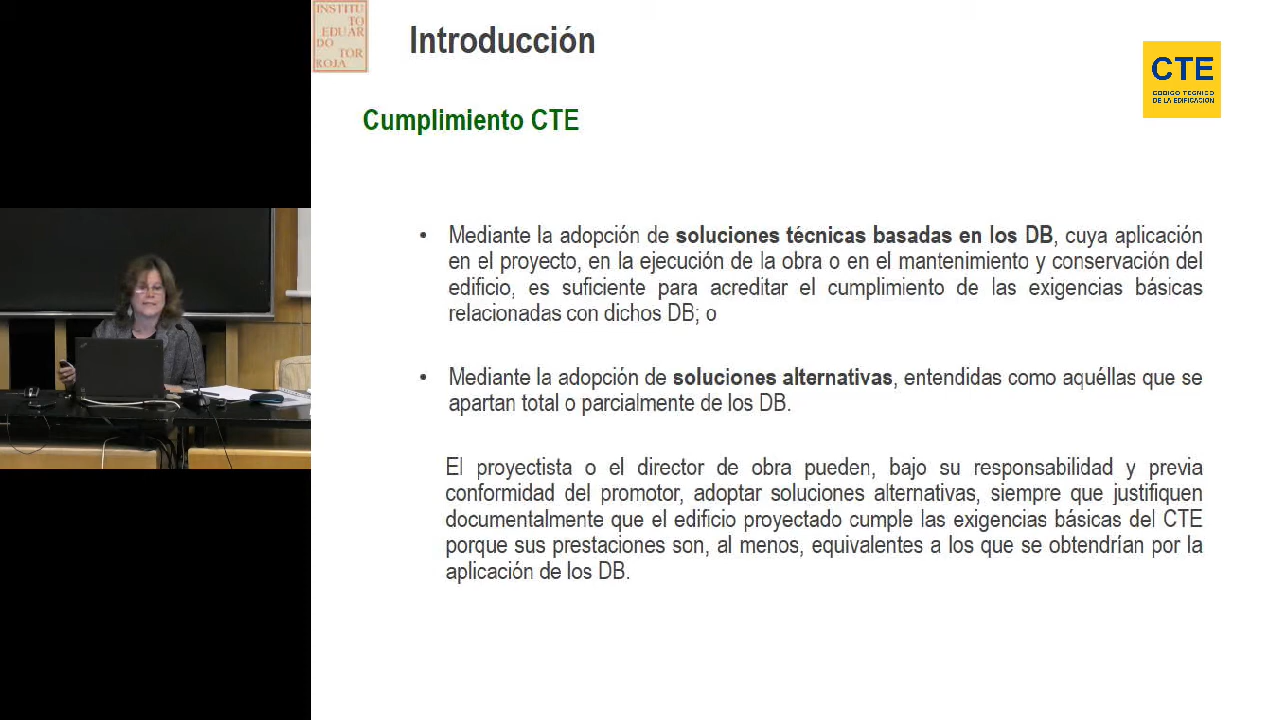 INSTITU
TO
EDUAR
DO
TOR
ROJA
Introducción
CTE
CÓDIGO TÉCNICO
DE LA EDIFICACIÓN
Cumplimiento CTE
• Mediante la adopción de soluciones técnicas basadas en los DB, cuya aplicación
en el proyecto, en la ejecución de la obra o en el mantenimiento y conservación del
edificio, es suficiente para acreditar el cumplimiento de las exigencias básicas
relacionadas con dichos DB; o
• Mediante la adopción de soluciones alternativas, entendidas como aquéllas que se
apartan total o parcialmente de los DB.
El proyectista o el director de obra pueden, bajo su responsabilidad y previa
conformidad del promotor, adoptar soluciones alternativas, siempre que justifiquen
documentalmente que el edificio proyectado cumple las exigencias básicas del CTE
porque sus prestaciones son, al menos, equivalentes a los que se obtendrían por la
aplicación de los DB.